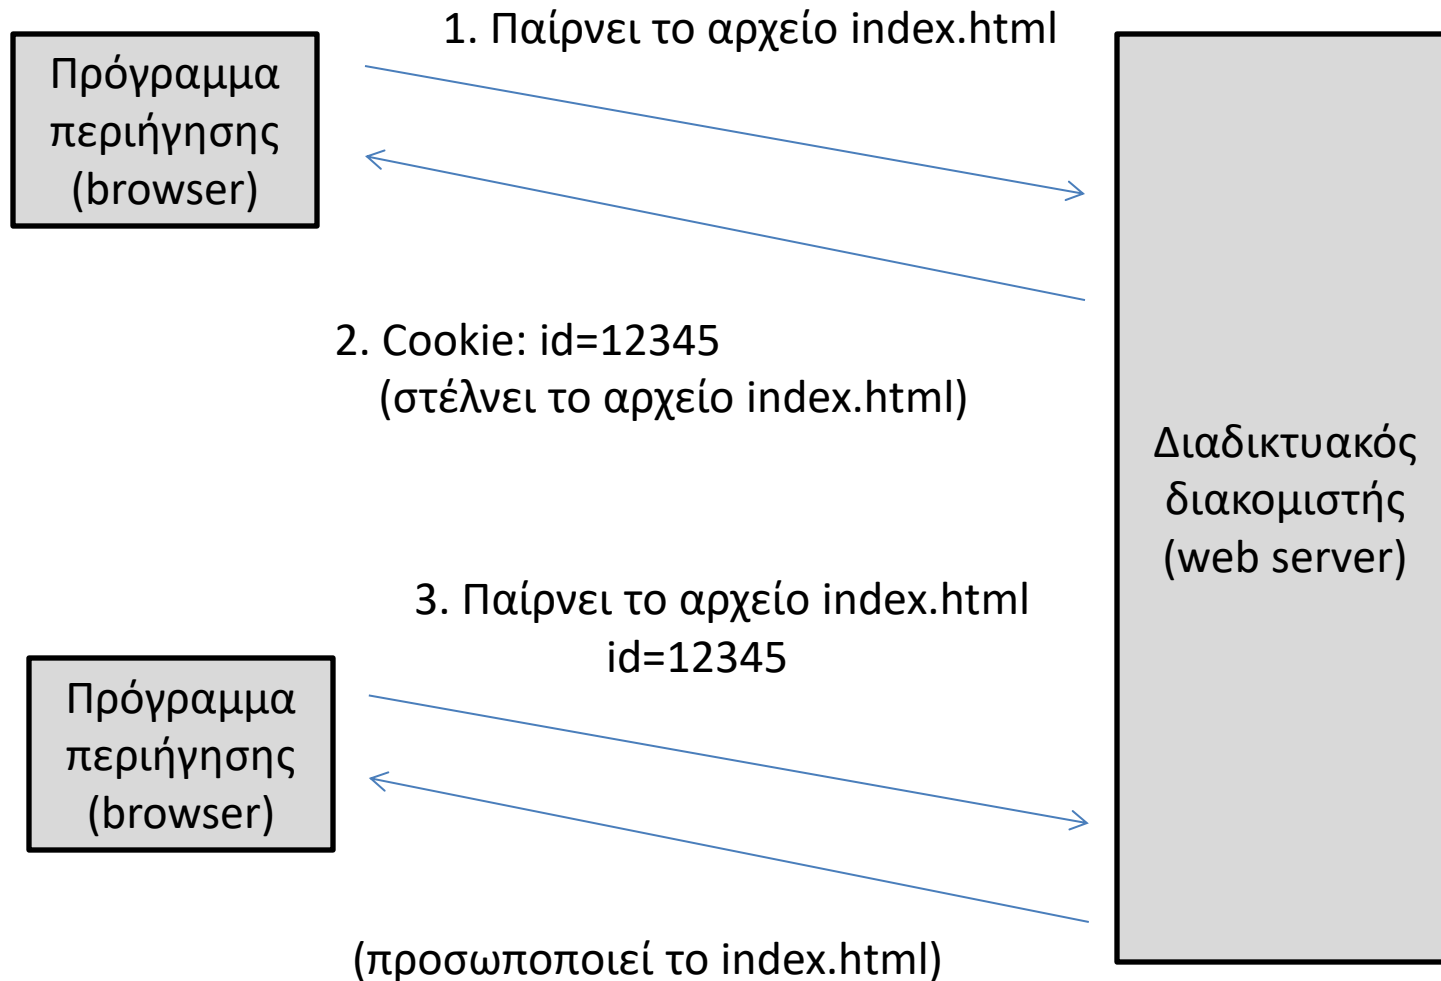 1. Παίρνει το αρχείο index.html
Πρόγραμμα
περιήγησης
(browser)
2. Cookie: id=12345
(στέλνει το αρχείο index.html)
Διαδικτυακός
διακομιστής
(web server)
3. Παίρνει το αρχείο index.html
id=12345
Πρόγραμμα
περιήγησης
(browser)
(προσωποποιεί το index.html)